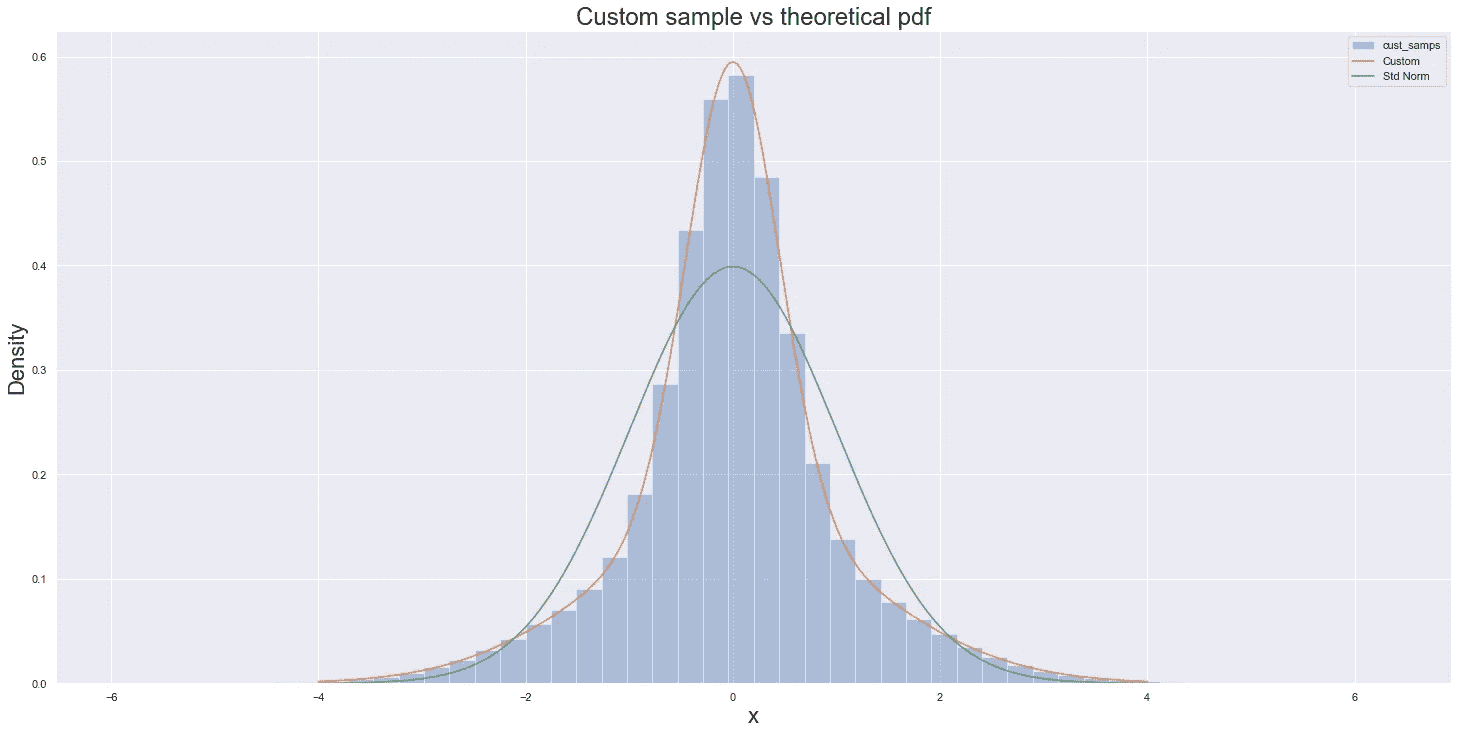 Custom sample vs theoretical pdf
cust_samps
Custom
Std Norm
Density
0.6
0.5
0.4
0.3
0.2
0.1
0.0
−6 −4 −2 0 2 4 6
x